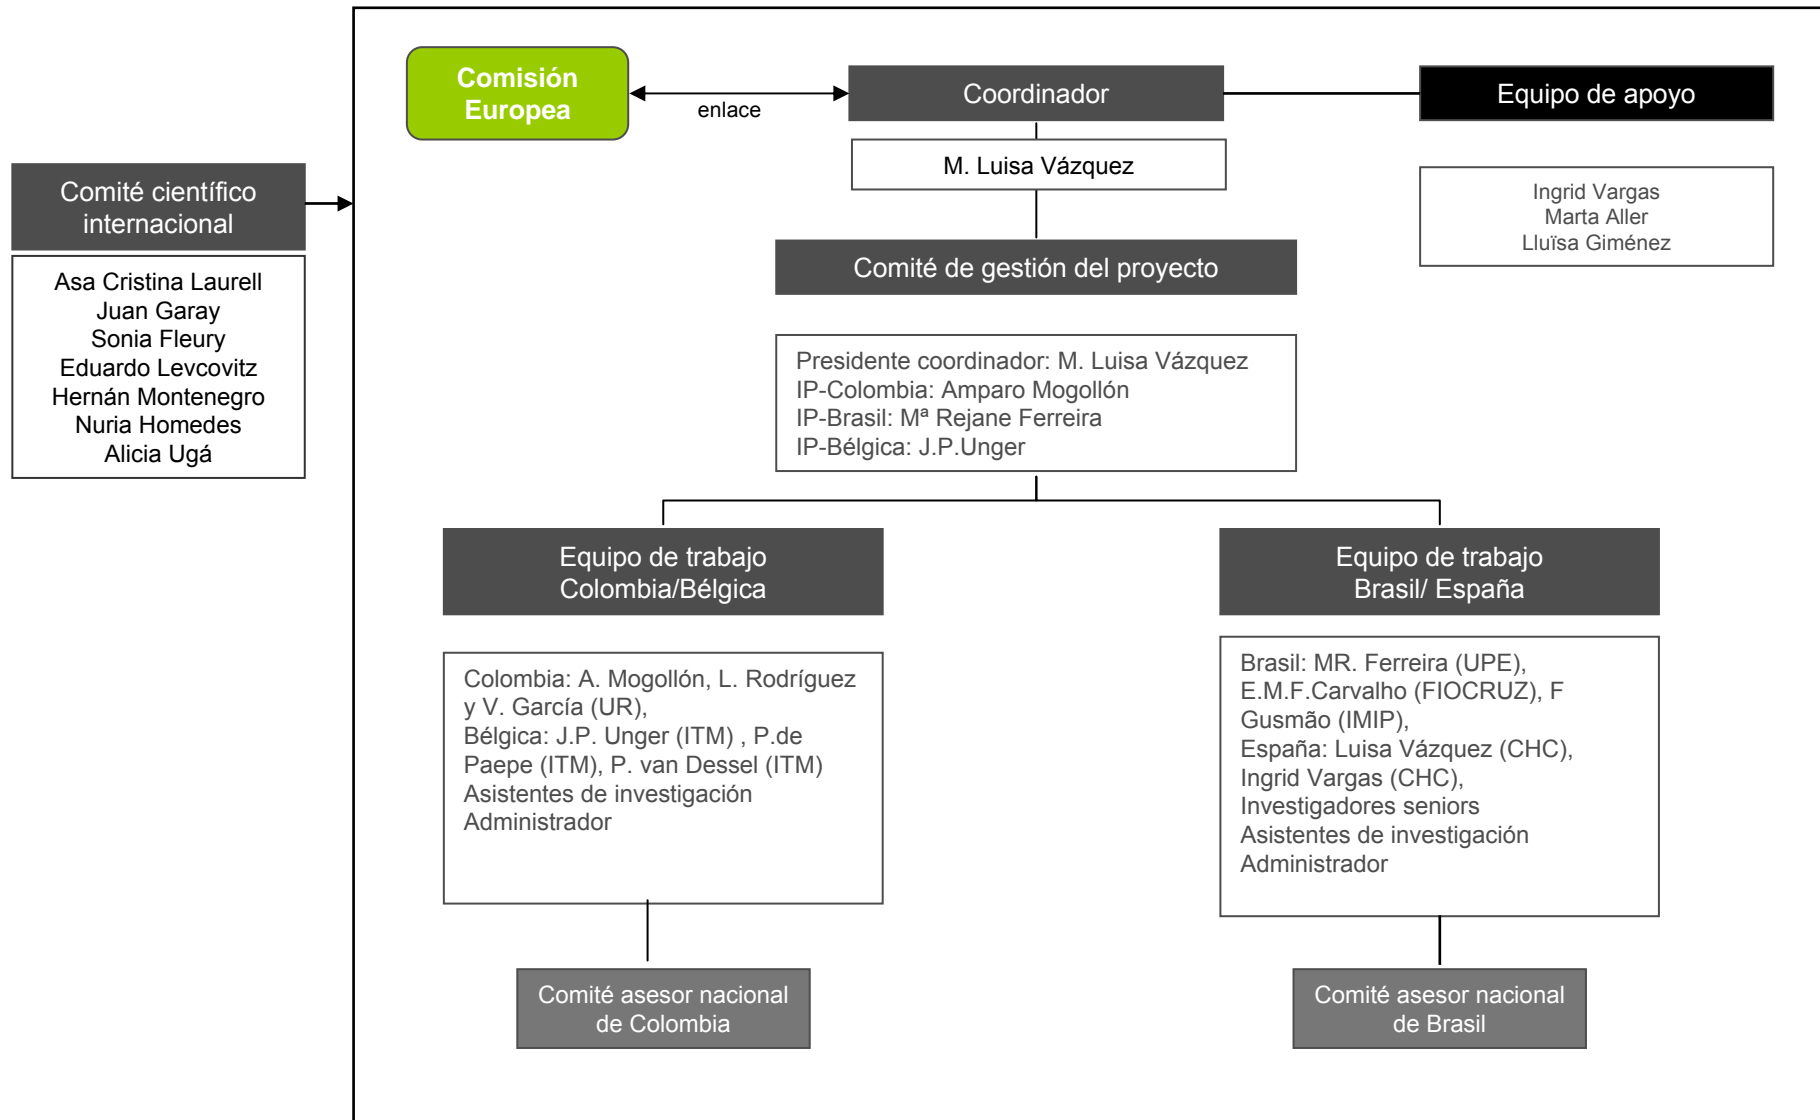 Comisión
Europea
enlace
Coordinador
Equipo de apoyo
M. Luisa Vázquez
Ingrid Vargas
Marta Aller
Lluïsa Giménez
Comité científico
internacional
Asa Cristina Laurell
Juan Garay
Sonia Fleury
Eduardo Levcovitz
Hernán Montenegro
Nuria Homedes
Alicia Ugá
Comité de gestión del proyecto
Presidente coordinador: M. Luisa Vázquez
IP-Colombia: Amparo Mogollón
IP-Brasil: Mª Rejane Ferreira
IP-Bélgica: J.P.Unger
Equipo de trabajo
Colombia/Bélgica
Colombia: A. Mogollón, L. Rodríguez
y V. García (UR),
Bélgica: J.P. Unger (ITM) , P.de
Paepe (ITM), P. van Dessel (ITM)
Asistentes de investigación
Administrador
Comité asesor nacional
de Colombia
Equipo de trabajo
Brasil/ España
Brasil: MR. Ferreira (UPE),
E.M.F.Carvalho (FIOCRUZ), F
Gusmão (IMIP),
España: Luisa Vázquez (CHC),
Ingrid Vargas (CHC),
Investigadores seniors
Asistentes de investigación
Administrador
Comité asesor nacional
de Brasil